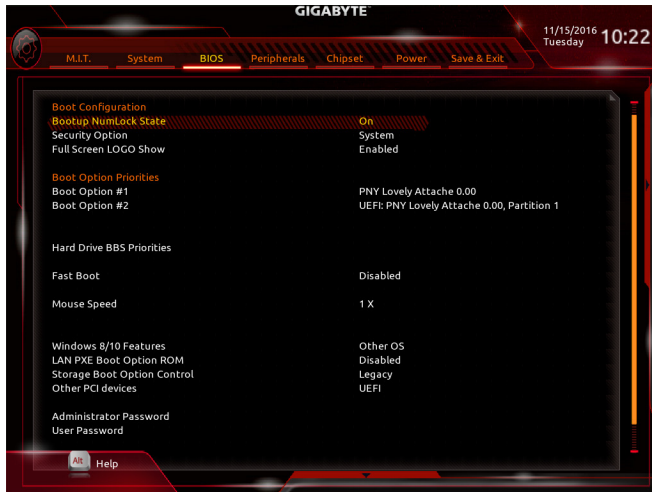 GIGABYTE
11/15/2016
Tuesday
10:22
M.I.T. System BIOS Peripherals Chipset Power Save & Exit
Boot Configuration
Bootup NumLock State On
Security Option System
Full Screen LOGO Show Enabled
Boot Option Priorities
Boot Option #1 PNY Lovely Attache 0.00
Boot Option #2 UEFI: PNY Lovely Attache 0.00, Partition 1
Hard Drive BBS Priorities
Fast Boot Disabled
Mouse Speed 1 X
Windows 8/10 Features Other OS
LAN PXE Boot Option ROM Disabled
Storage Boot Option Control Legacy
Other PCI devices UEFI
Administrator Password
User Password
Alt Help